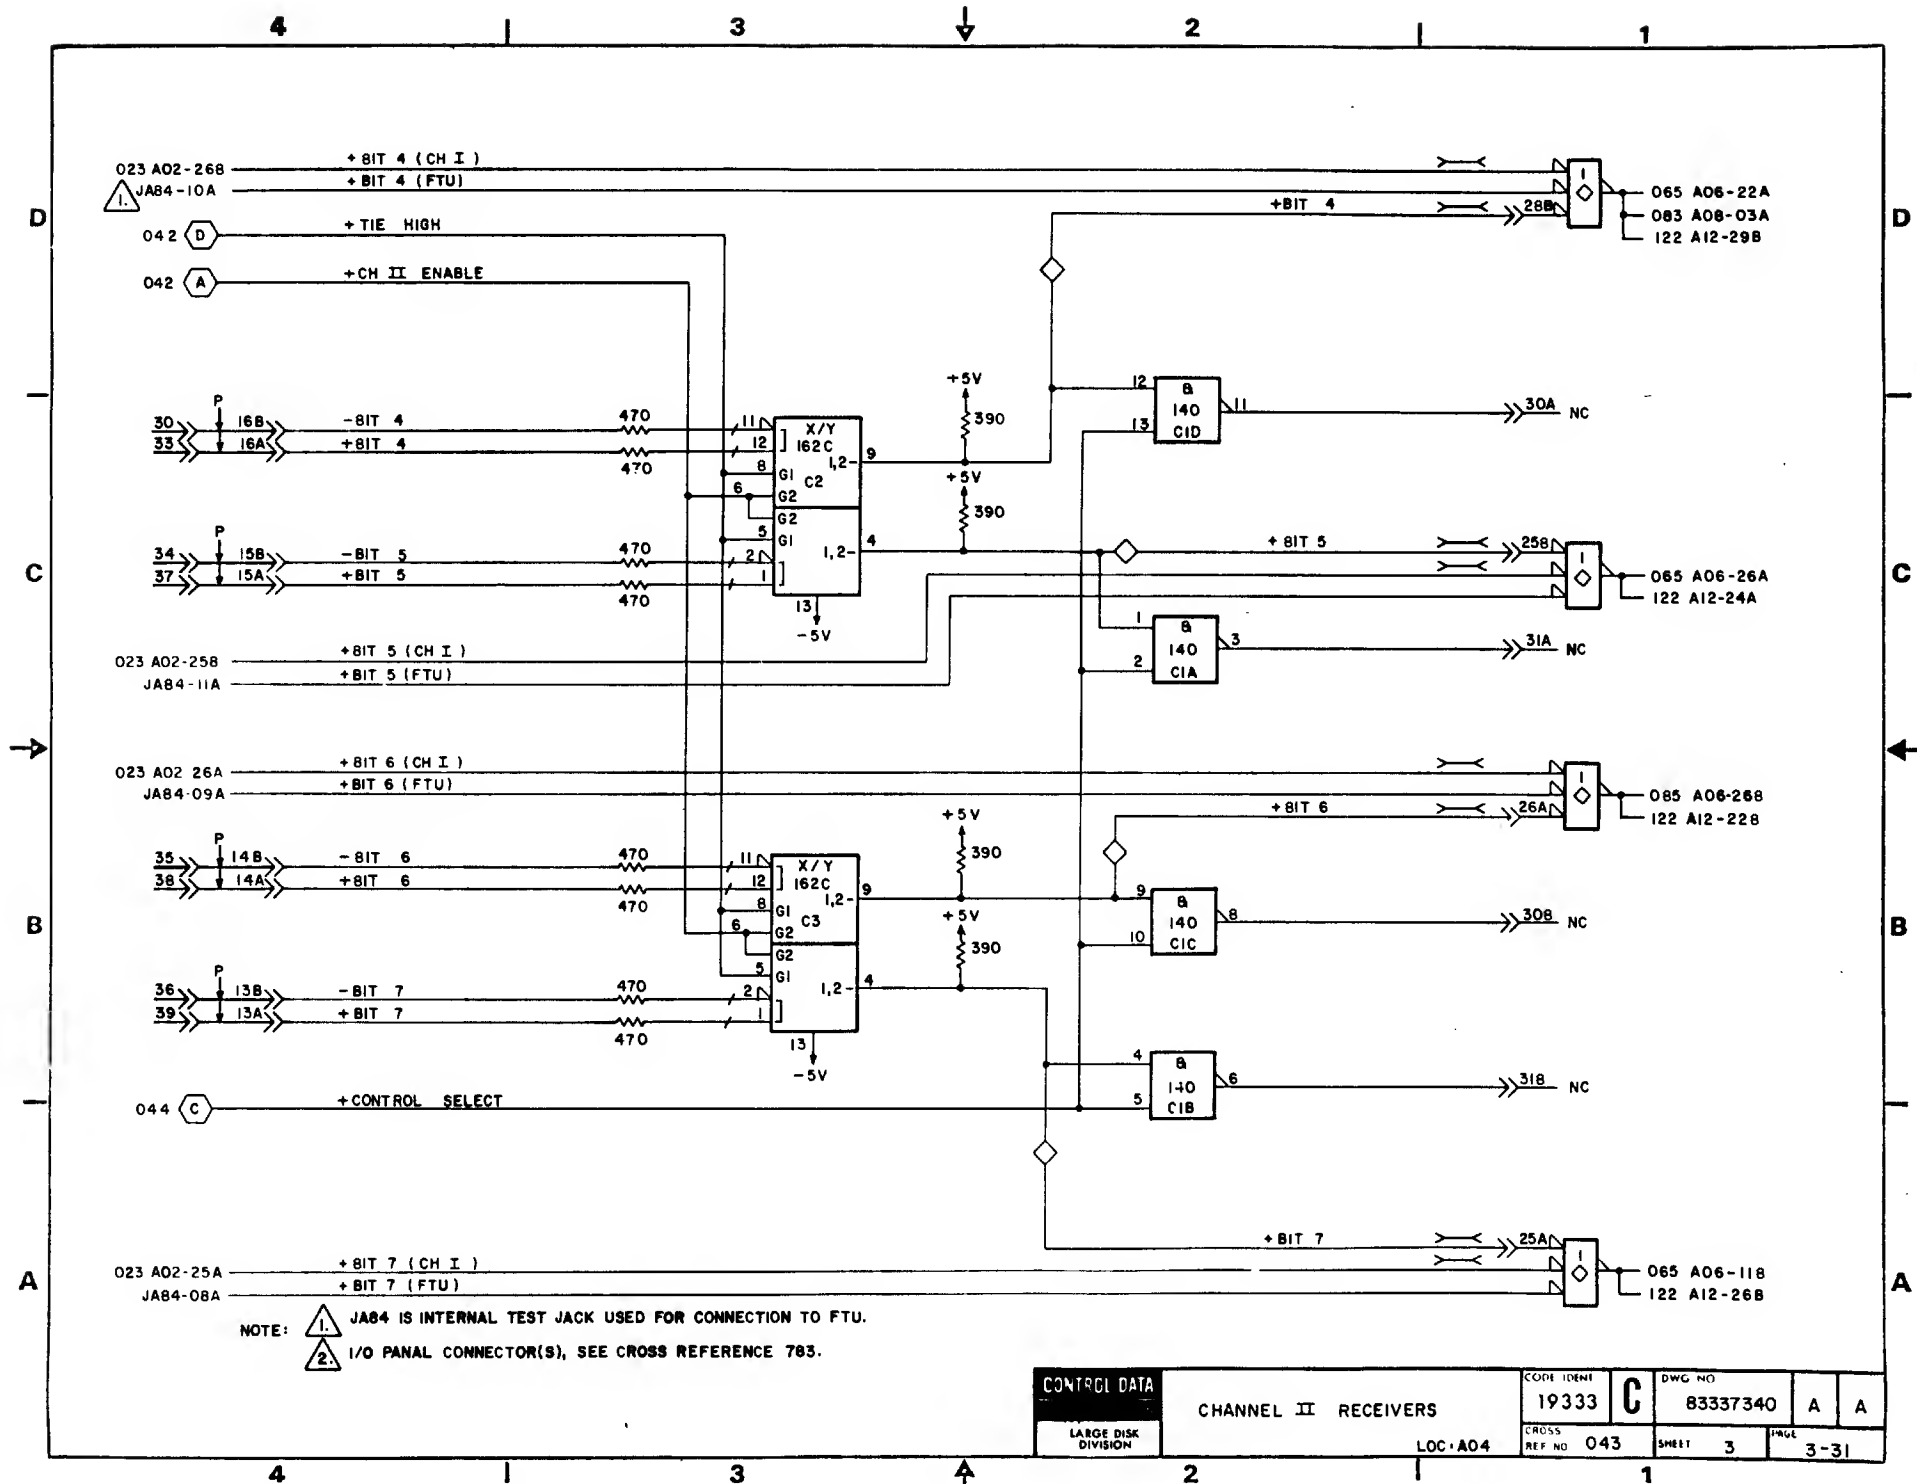 4 3 2 1
023 A02-26B + BIT 4 (CH I)
1. JA84-10A + BIT 4 (FTU)
I
◇
065 A06-22A
083 A08-03A
122 A12-29B
+BIT 4 28B
D D
042 D + TIE HIGH
042 A +CH II ENABLE
P
30 16B -BIT 4 470 11
33 16A +BIT 4 470 12
X/Y
162C
C2
8 G1
6 G2
G2
5 G1
1,2- 9
1,2- 4
+5V
390
+5V
390
12
13
&
140
C1D
11
30A NC
P
34 15B -BIT 5 470 2
37 15A +BIT 5 470 1
13
-5V
+ BIT 5 25B
I
065 A06-26A
122 A12-24A
C C
1
2
&
140
C1A
3
31A NC
023 A02-25B +BIT 5 (CH I)
JA84-11A +BIT 5 (FTU)
023 A02 26A +BIT 6 (CH I)
JA84-09A +BIT 6 (FTU)
I
085 A06-26B
122 A12-22B
+BIT 6 26A
P
35 14B -BIT 6 470 11
38 14A +BIT 6 470 12
X/Y
162C
C3
8 G1
6 G2
G2
5 G1
1,2- 9
1,2- 4
+5V
390
+5V
390
9
10
&
140
C1C
8
30B NC
B B
P
36 13B -BIT 7 470 2
39 13A +BIT 7 470 1
13
-5V
4
5
&
140
C1B
6
31B NC
044 C +CONTROL SELECT
+BIT 7 25A
I
065 A06-11B
122 A12-26B
A A
023 A02-25A + BIT 7 (CH I)
JA84-08A + BIT 7 (FTU)
NOTE: 1. JA84 IS INTERNAL TEST JACK USED FOR CONNECTION TO FTU.
2. I/O PANAL CONNECTOR(S), SEE CROSS REFERENCE 783.
CONTROL DATA
LARGE DISK
DIVISION
CHANNEL II RECEIVERS
LOC: A04
CODE IDENT
19333
C
DWG NO
83337340
A A
CROSS
REF NO 043
SHEET 3
PAGE
3-31
4 3 2 1